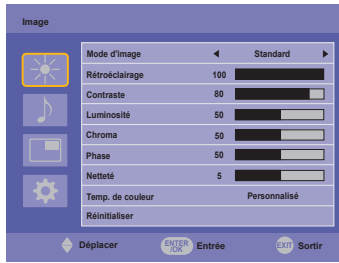 Image
Mode d'image Standard
Rétroéclairage 100
Contraste 80
Luminosité 50
Chroma 50
Phase 50
Netteté 5
Temp. de couleur Personnalisé
Réinitialiser
Déplacer ENTER/OK Entrée EXIT Sortir